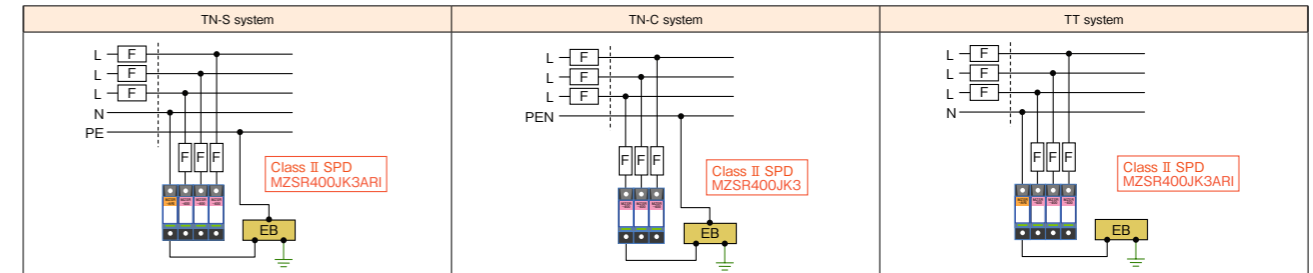 TN-S system
L F
L F
L F
N
PE
F F F
Class Ⅱ SPD
MZSR400JK3ARI
EB
TN-C system
L F
L F
L F
PEN
F F F
Class Ⅱ SPD
MZSR400JK3
EB
TT system
L F
L F
L F
N
F F F
Class Ⅱ SPD
MZSR400JK3ARI
EB